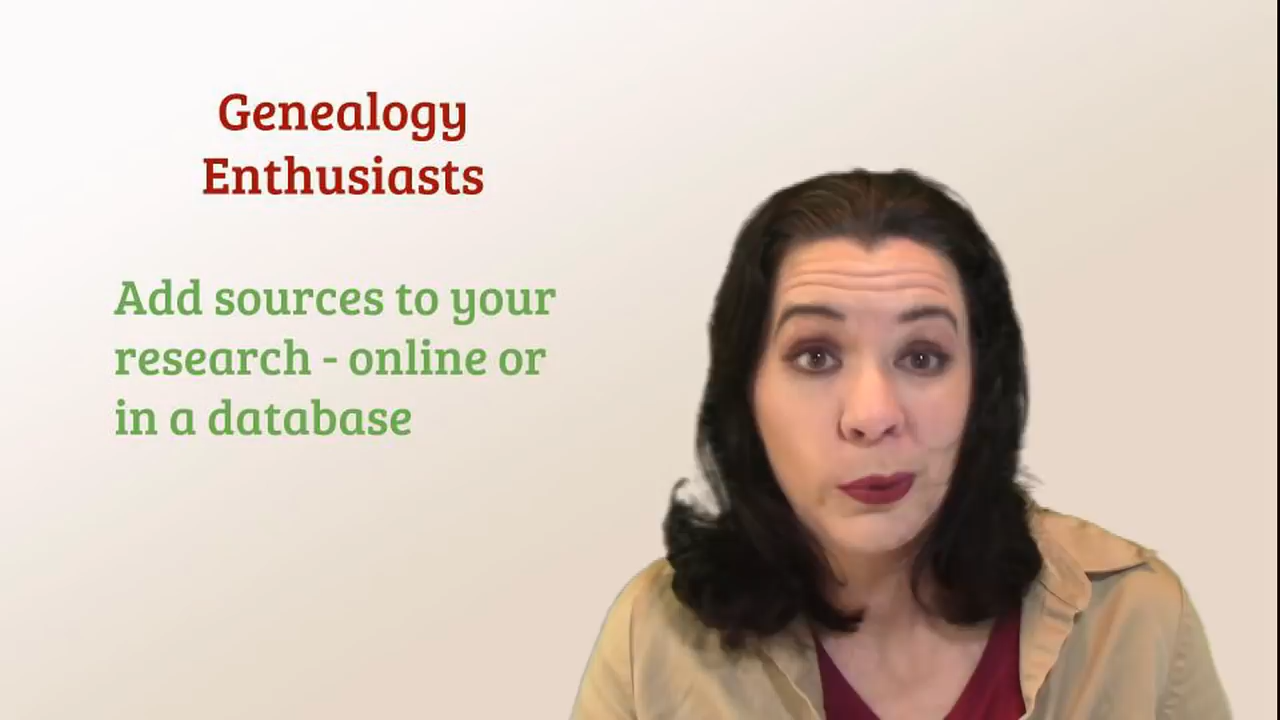 Genealogy
Enthusiasts
Add sources to your
research - online or
in a database